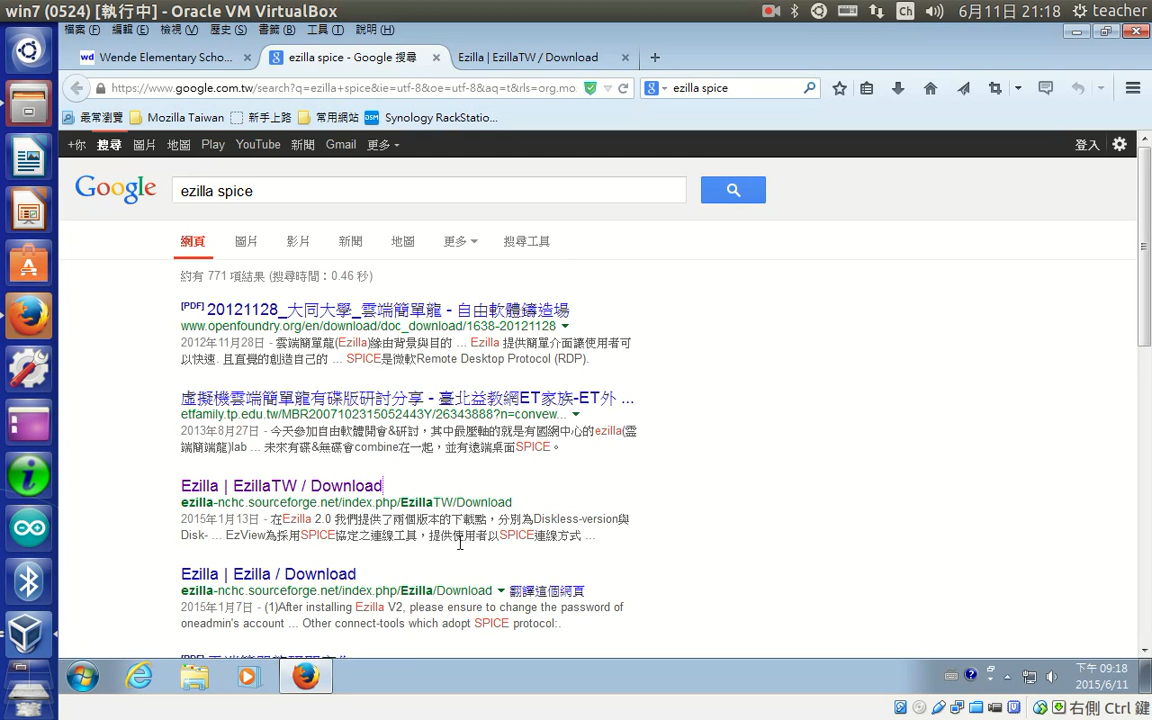 win7 (0524) [執行中] - Oracle VM VirtualBox
Ch
6月11日 21:18
teacher
檔案(F) 編輯(E) 檢視(V) 歷史(S) 書籤(B) 工具(T) 說明(H)
wd Wende Elementary Scho...
ezilla spice - Google 搜尋
Ezilla | EzillaTW / Download
https://www.google.com.tw/search?q=ezilla+spice&ie=utf-8&oe=utf-8&aq=t&rls=org.mo
ezilla spice
最常瀏覽 Mozilla Taiwan 新手上路 常用網站 DSM Synology RackStatio...
+你 搜尋 圖片 地圖 Play YouTube 新聞 Gmail 更多
登入
Google
ezilla spice
網頁 圖片 影片 新聞 地圖 更多 搜尋工具
約有 771 項結果 (搜尋時間：0.46 秒)
[PDF] 20121128_大同大學_雲端簡單龍 - 自由軟體鑄造場
www.openfoundry.org/en/download/doc_download/1638-20121128
2012年11月28日 - 雲端簡單龍(Ezilla)緣由背景與目的 ... Ezilla 提供簡單介面讓使用者可
以快速. 且直覺的創造自己的 ... SPICE是微軟Remote Desktop Protocol (RDP).
虛擬機雲端簡單龍有碟版研討分享 - 臺北益教網ET家族-ET外 ...
etfamily.tp.edu.tw/MBR2007102315052443Y/26343888?n=convew...
2013年8月27日 - 今天參加自由軟體開會&研討，其中最壓軸的就是有國網中心的ezilla(雲
端簡端龍)lab ... 未來有碟&無碟會combine在一起，並有遠端桌面SPICE。
Ezilla | EzillaTW / Download
ezilla-nchc.sourceforge.net/index.php/EzillaTW/Download
2015年1月13日 - 在Ezilla 2.0 我們提供了兩個版本的下載點，分別為Diskless-version與
Disk- ... EzView為採用SPICE協定之連線工具，提供使用者以SPICE連線方式 ...
Ezilla | Ezilla / Download
ezilla-nchc.sourceforge.net/index.php/Ezilla/Download 翻譯這個網頁
2015年1月7日 - (1)After installing Ezilla V2, please ensure to change the password of
oneadmin's account ... Other connect-tools which adopt SPICE protocol:.
下午 09:18
2015/6/11
右側 Ctrl 鍵